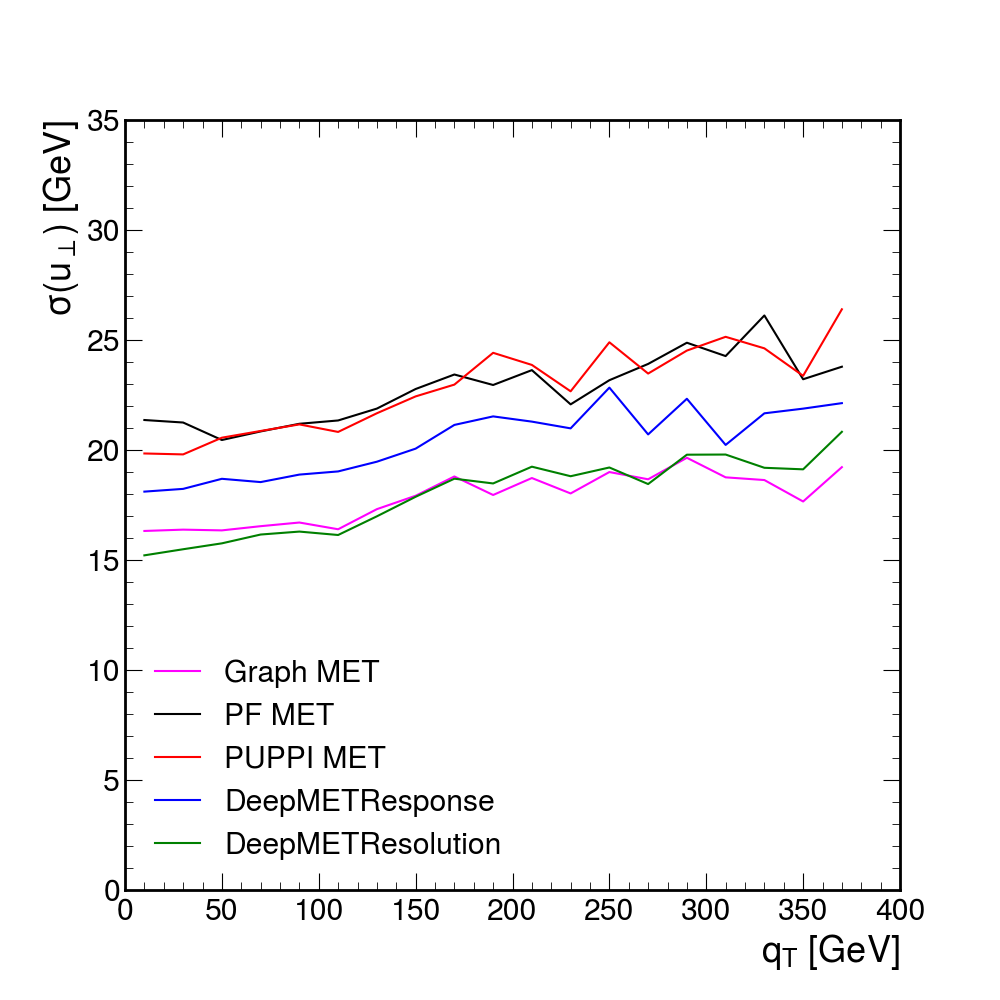 σ(u⊥) [GeV]
35
30
25
20
15
10
5
0
Graph MET
PF MET
PUPPI MET
DeepMETResponse
DeepMETResolution
0 50 100 150 200 250 300 350 400
qT [GeV]